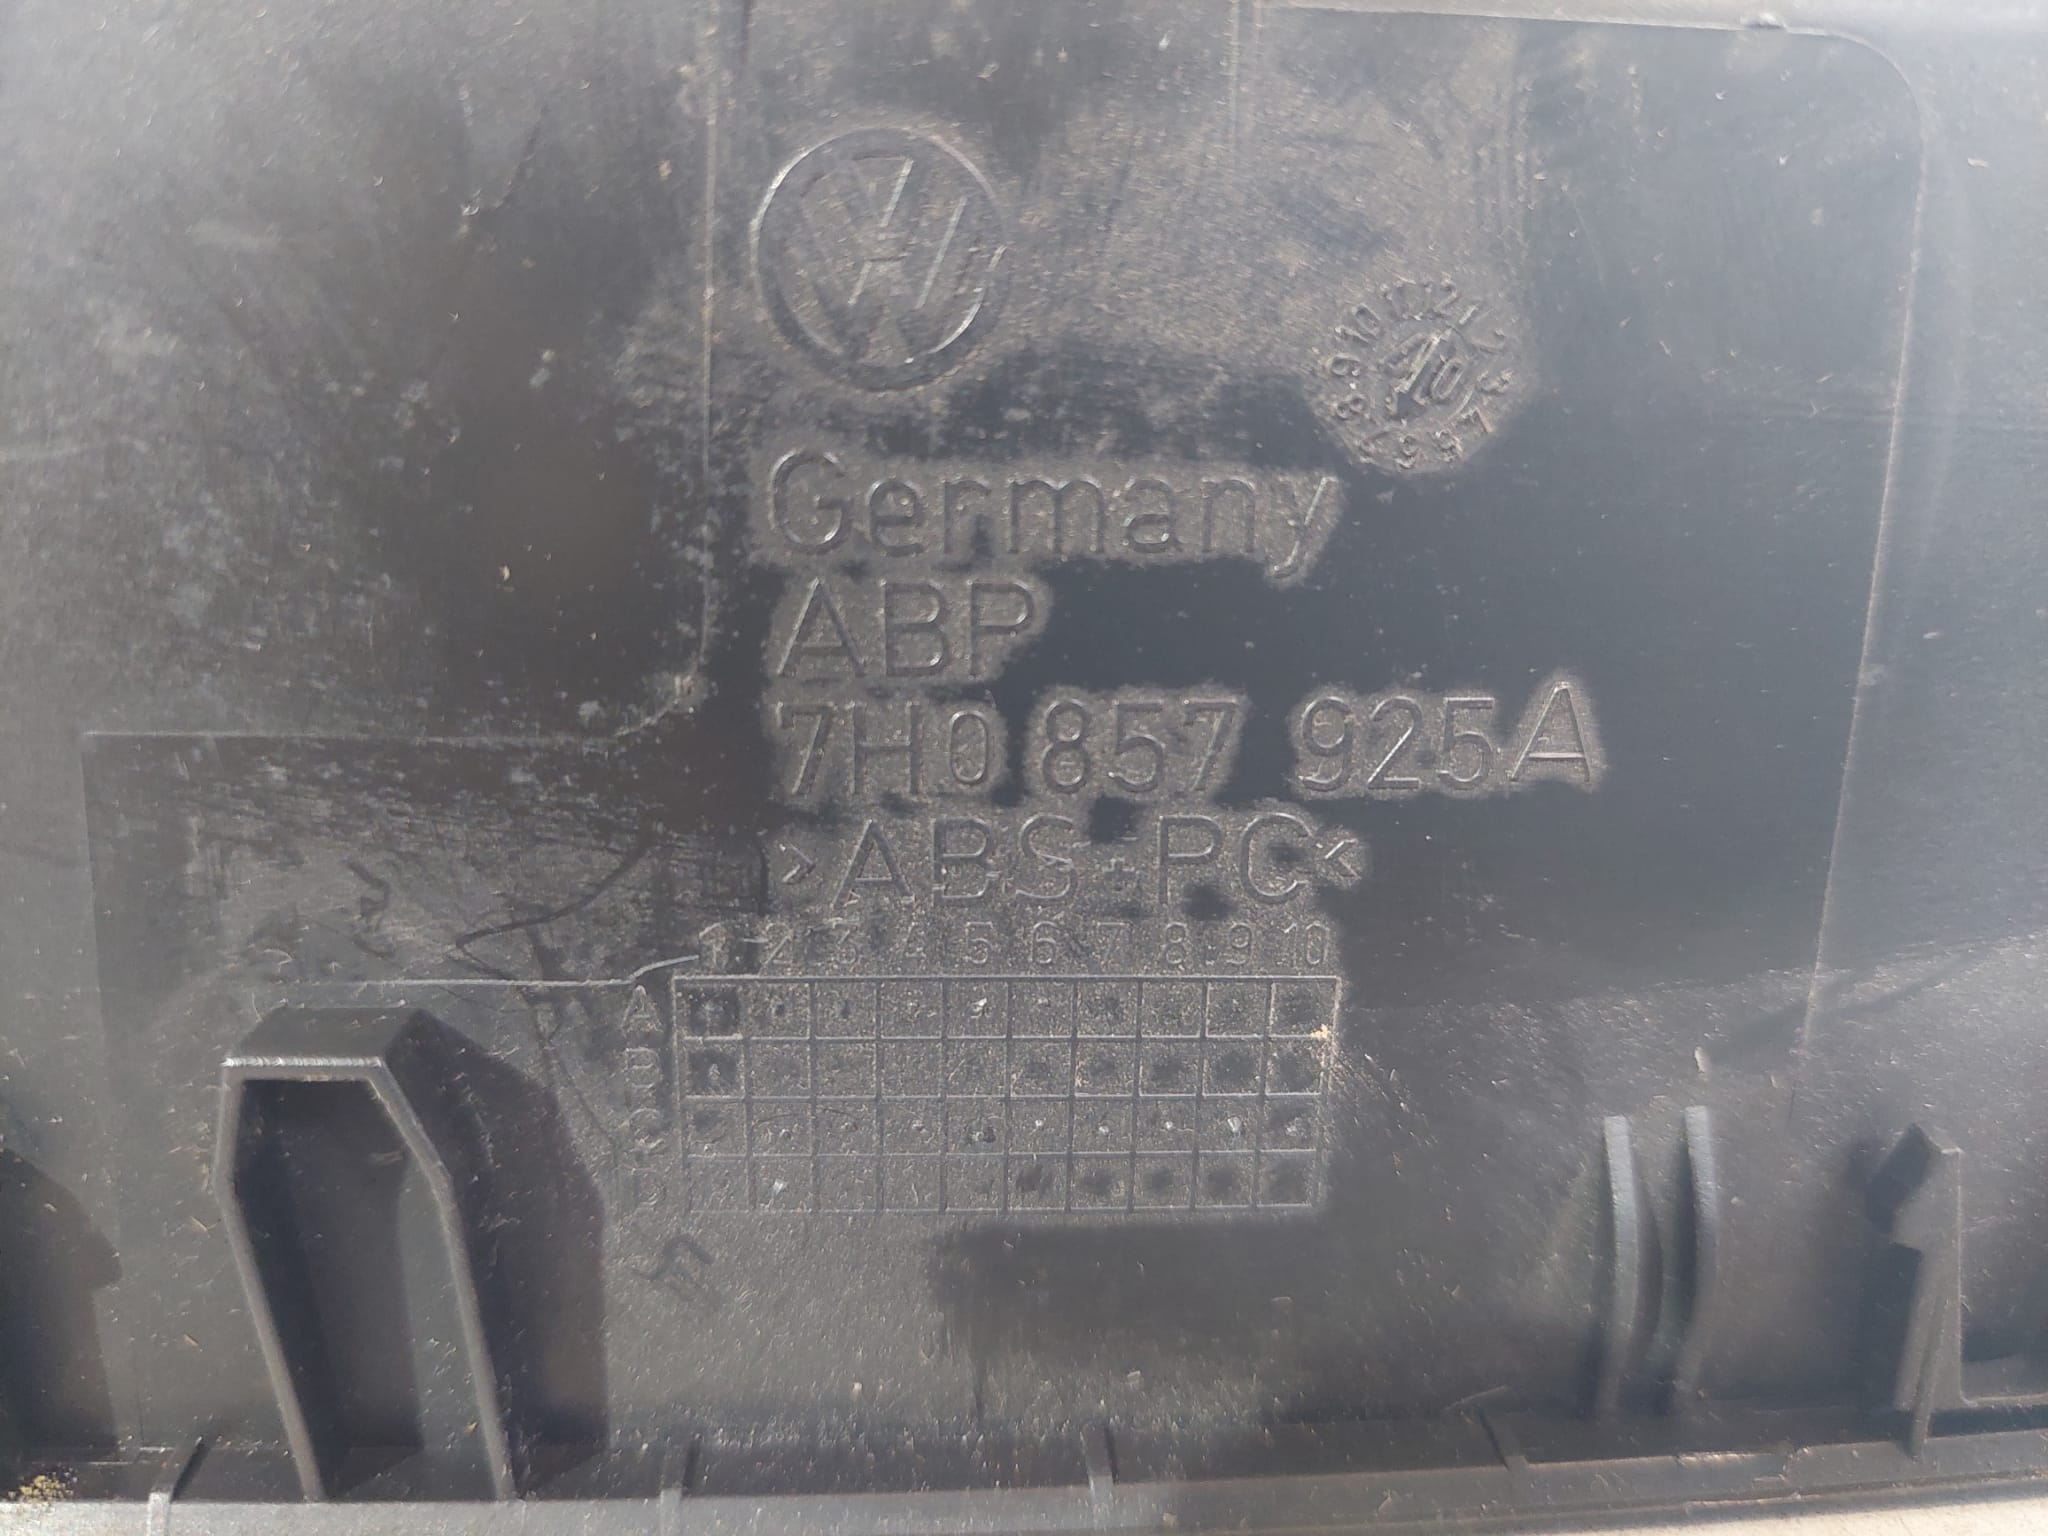 Germany
ABP
7H0 857 925A
>ABS+PC<
1 2 3 4 5 6 7 8 9 10
A
B
C
D